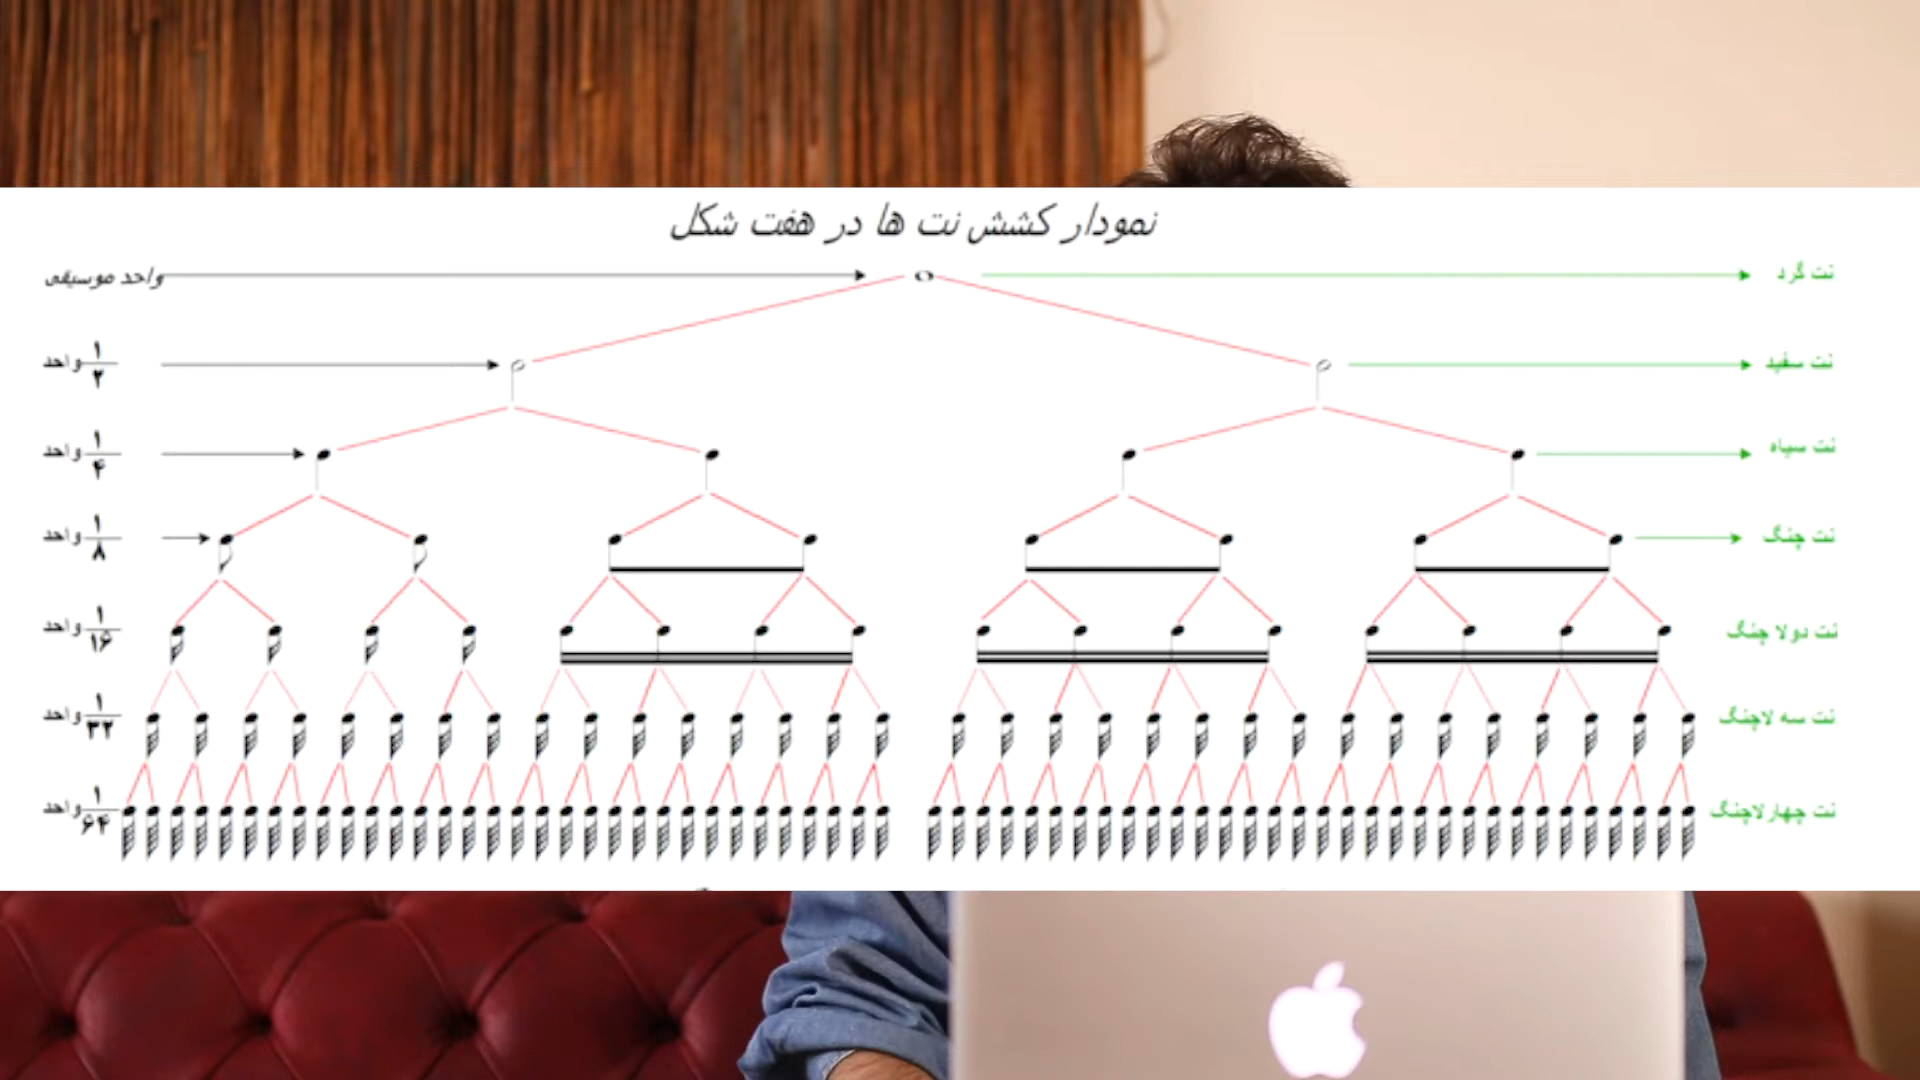 نمودار کشش نت ها در هفت شکل
نت گرد واحد موسیقی
نت سفید ۱/۲ واحد
نت سیاه ۱/۴ واحد
نت چنگ ۱/۸ واحد
نت دولا چنگ ۱/۱۶ واحد
نت سه لاچنگ ۱/۳۲ واحد
نت چهارلاچنگ ۱/۶۴ واحد